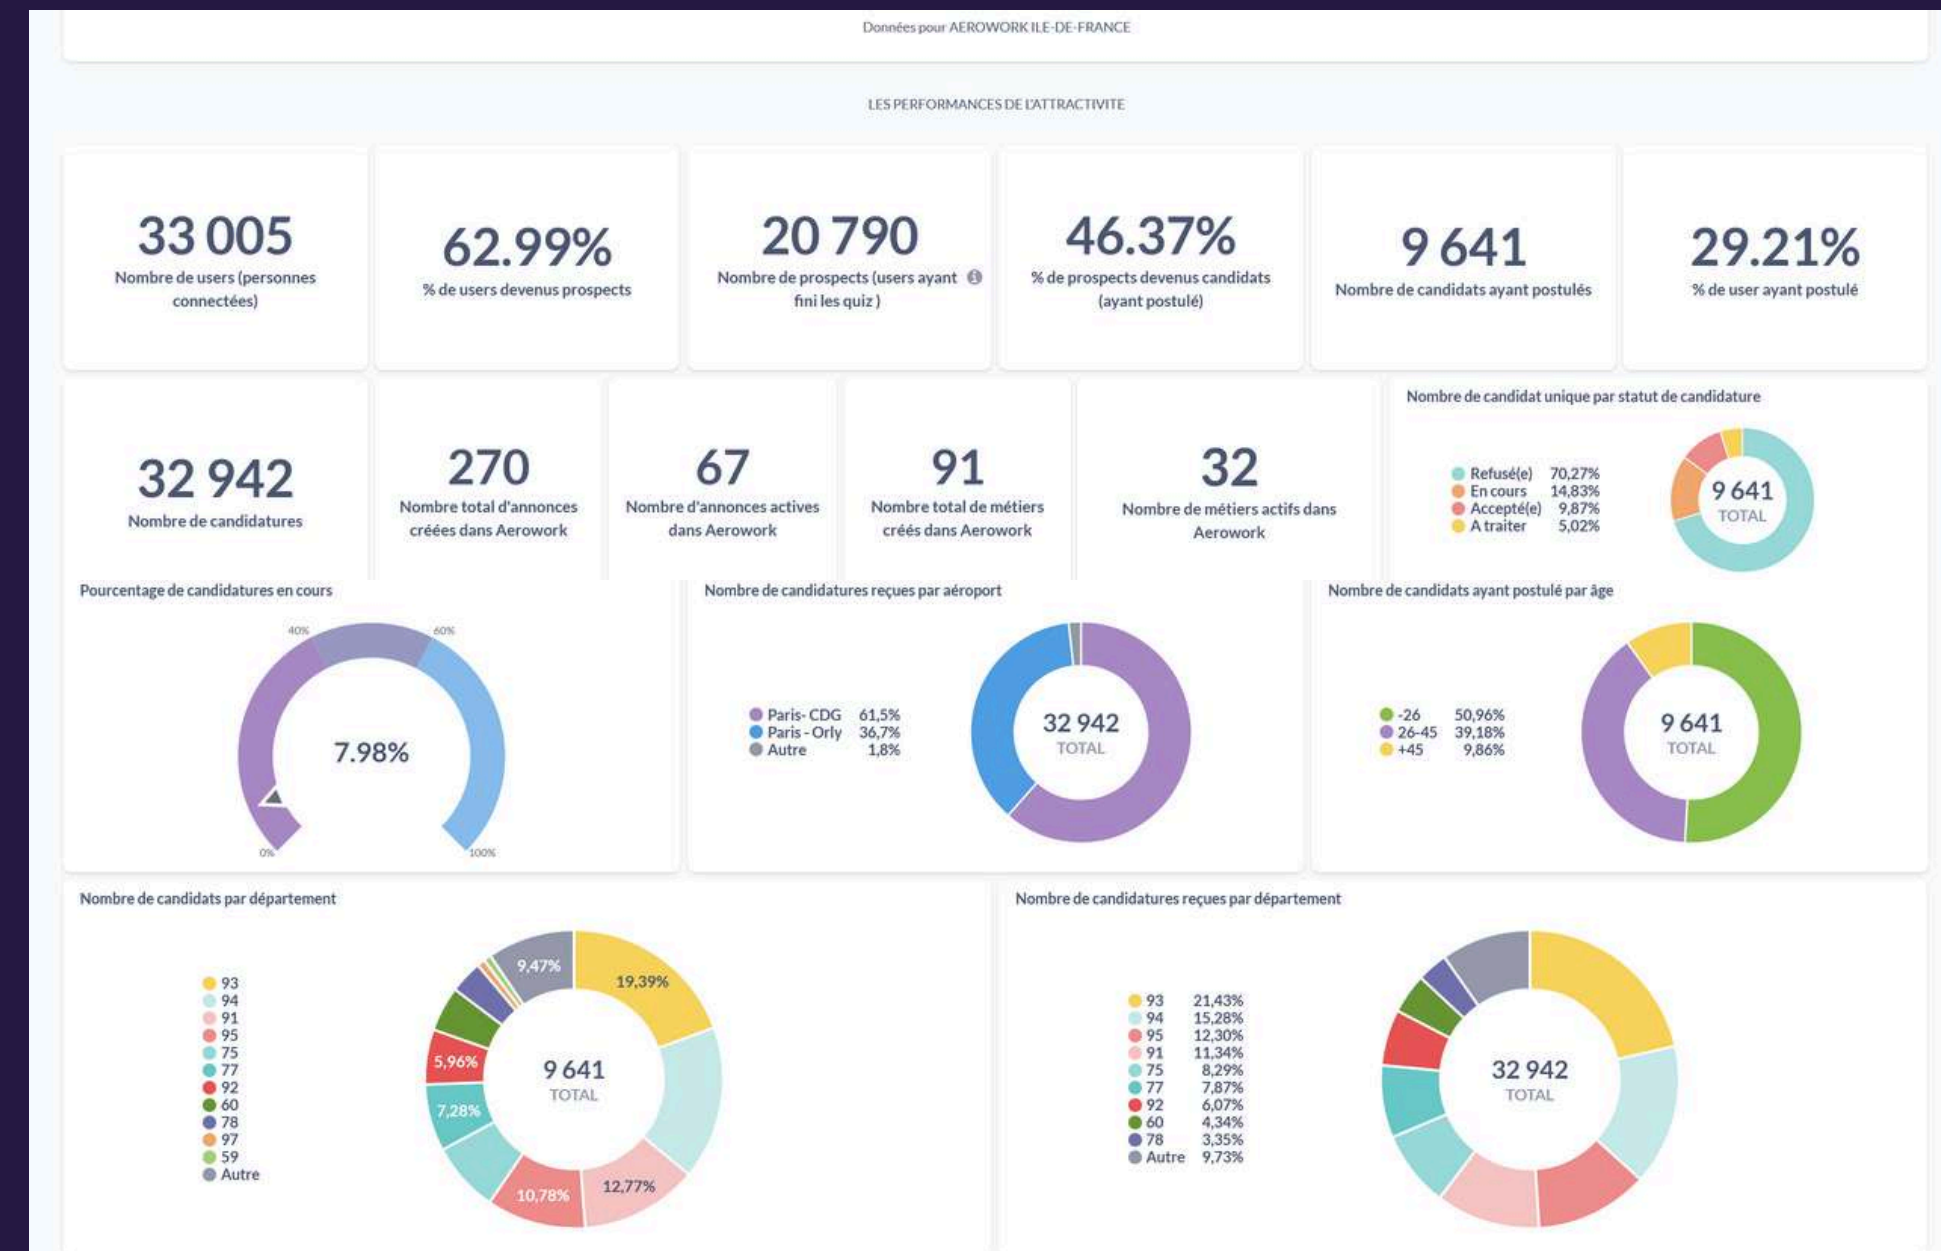 Données pour AEROWORK ILE-DE-FRANCE
LES PERFORMANCES DE L'ATTRACTIVITE
33 005
Nombre de users (personnes
connectées)
62.99%
% de users devenus prospects
20 790
Nombre de prospects (users ayant
fini les quiz )
46.37%
% de prospects devenus candidats
(ayant postulé)
9 641
Nombre de candidats ayant postulés
29.21%
% de user ayant postulé
32 942
Nombre de candidatures
270
Nombre total d'annonces
créées dans Aerowork
67
Nombre d'annonces actives
dans Aerowork
91
Nombre total de métiers
créés dans Aerowork
32
Nombre de métiers actifs dans
Aerowork
Nombre de candidat unique par statut de candidature
Refusé(e) 70,27%
En cours 14,83%
Accepté(e) 9,87%
A traiter 5,02%
9 641
TOTAL
Pourcentage de candidatures en cours
40%
60%
7.98%
0%
100%
Nombre de candidatures reçues par aéroport
Paris- CDG 61,5%
Paris - Orly 36,7%
Autre 1,8%
32 942
TOTAL
Nombre de candidats ayant postulé par âge
-26 50,96%
26-45 39,18%
+45 9,86%
9 641
TOTAL
Nombre de candidats par département
93
94
91
95
75
77
92
60
78
97
59
Autre
9,47%
19,39%
5,96%
7,28%
10,78%
12,77%
9 641
TOTAL
Nombre de candidatures reçues par département
93 21,43%
94 15,28%
95 12,30%
91 11,34%
75 8,29%
77 7,87%
92 6,07%
60 4,34%
78 3,35%
Autre 9,73%
32 942
TOTAL